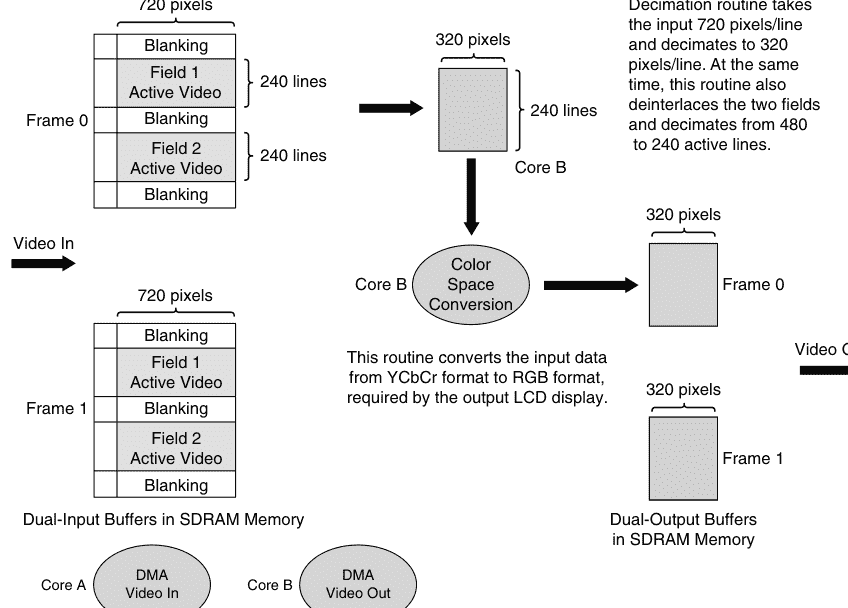 720 pixels
Blanking
Field 1
Active Video
240 lines
Frame 0
Blanking
Field 2
Active Video
240 lines
Blanking
320 pixels
240 lines
Core B
Decimation routine takes
the input 720 pixels/line
and decimates to 320
pixels/line. At the same
time, this routine also
deinterlaces the two fields
and decimates from 480
to 240 active lines.
Video In
Core B
Color
Space
Conversion
320 pixels
Frame 0
This routine converts the input data
from YCbCr format to RGB format,
required by the output LCD display.
720 pixels
Blanking
Field 1
Active Video
Frame 1
Blanking
Field 2
Active Video
Blanking
Dual-Input Buffers in SDRAM Memory
Video
320 pixels
Frame 1
Dual-Output Buffers
in SDRAM Memory
Core A
DMA
Video In
Core B
DMA
Video Out